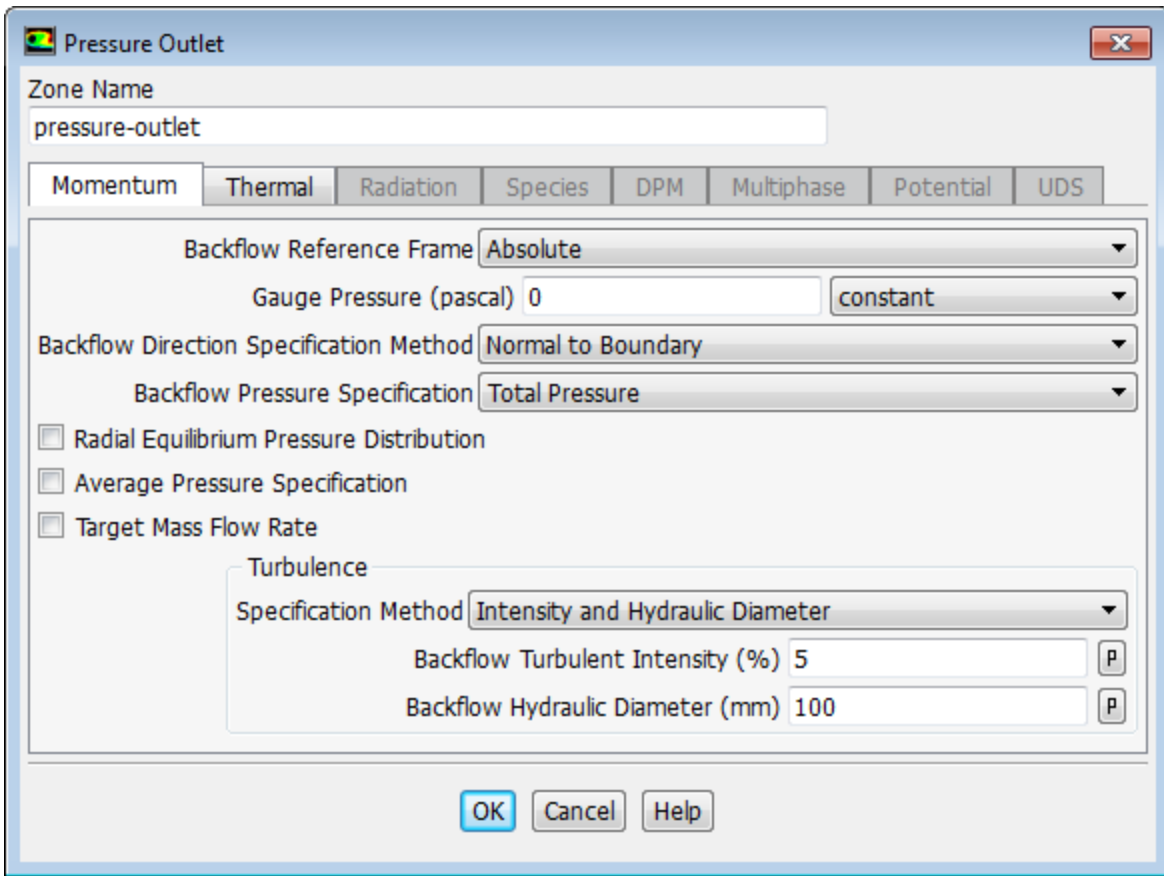 Pressure Outlet
Zone Name
pressure-outlet
Momentum Thermal Radiation Species DPM Multiphase Potential UDS
Backflow Reference Frame Absolute
Gauge Pressure (pascal) 0 constant
Backflow Direction Specification Method Normal to Boundary
Backflow Pressure Specification Total Pressure
Radial Equilibrium Pressure Distribution
Average Pressure Specification
Target Mass Flow Rate
Turbulence
Specification Method Intensity and Hydraulic Diameter
Backflow Turbulent Intensity (%) 5 P
Backflow Hydraulic Diameter (mm) 100 P
OK Cancel Help